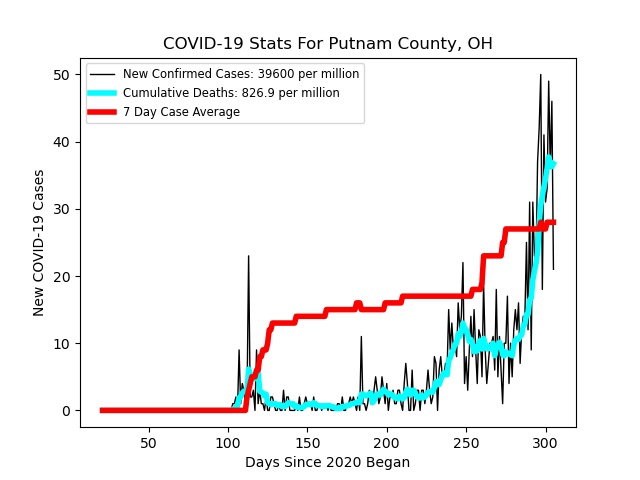 COVID-19 Stats For Putnam County, OH
New Confirmed Cases: 39600 per million
Cumulative Deaths: 826.9 per million
7 Day Case Average
New COVID-19 Cases
50
40
30
20
10
0
50 100 150 200 250 300
Days Since 2020 Began